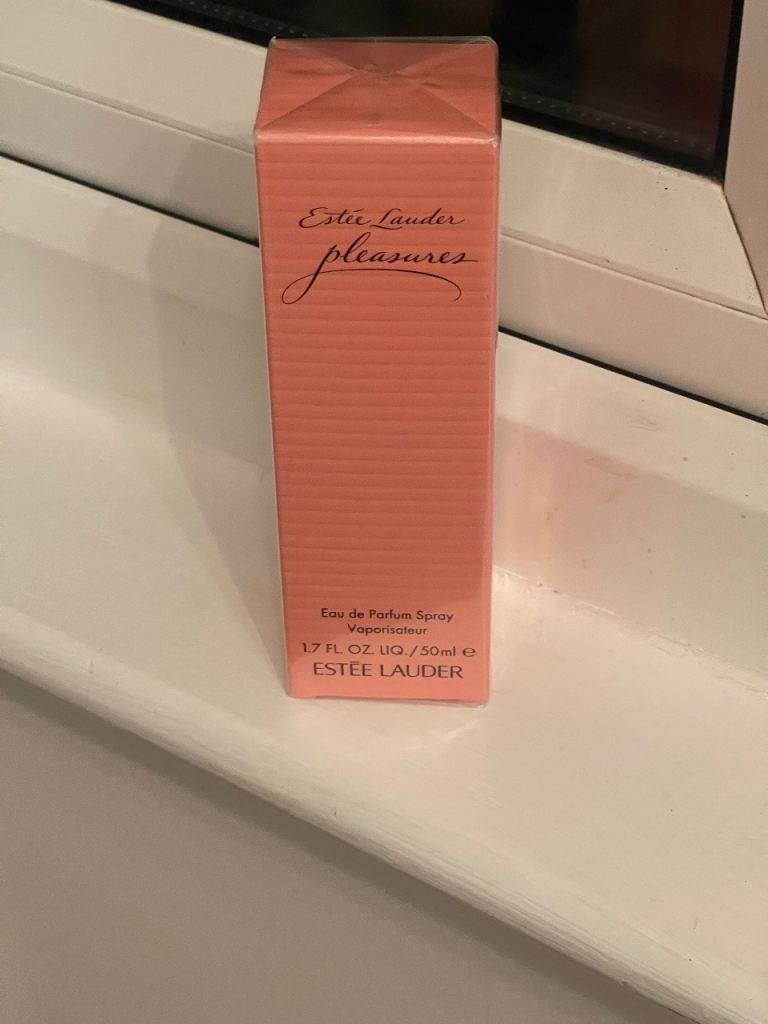 Estée Lauder
pleasures
Eau de Parfum Spray
Vaporisateur
1.7 FL. OZ. LIQ./50ml ℮
ESTĒE LAUDER